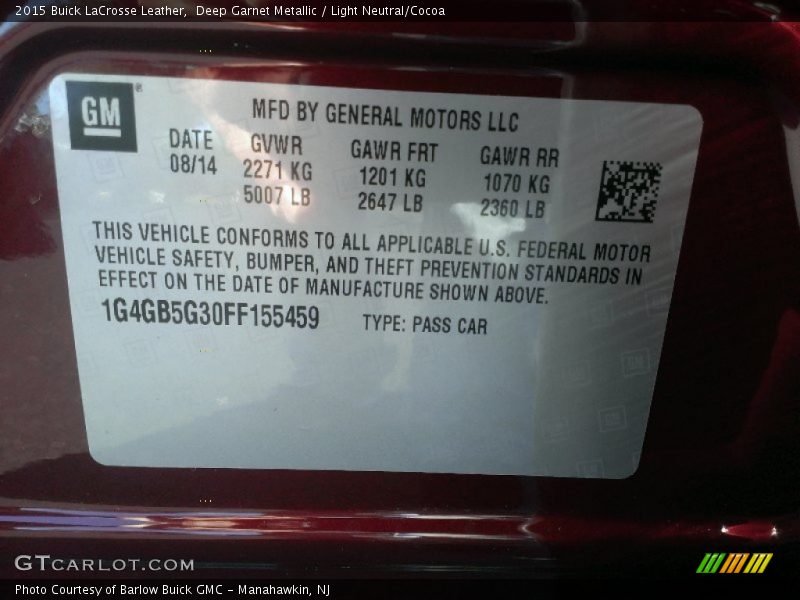 2015 Buick LaCrosse Leather,  Deep Garnet Metallic / Light Neutral/Cocoa
GM®
MFD BY GENERAL MOTORS LLC
DATE GVWR GAWR FRT GAWR RR
08/14 2271 KG 1201 KG 1070 KG
5007 LB 2647 LB 2360 LB
THIS VEHICLE CONFORMS TO ALL APPLICABLE U.S. FEDERAL MOTOR
VEHICLE SAFETY, BUMPER, AND THEFT PREVENTION STANDARDS IN
EFFECT ON THE DATE OF MANUFACTURE SHOWN ABOVE.
1G4GB5G30FF155459 TYPE: PASS CAR
GTCARLOT.COM
Photo Courtesy of Barlow Buick GMC - Manahawkin, NJ